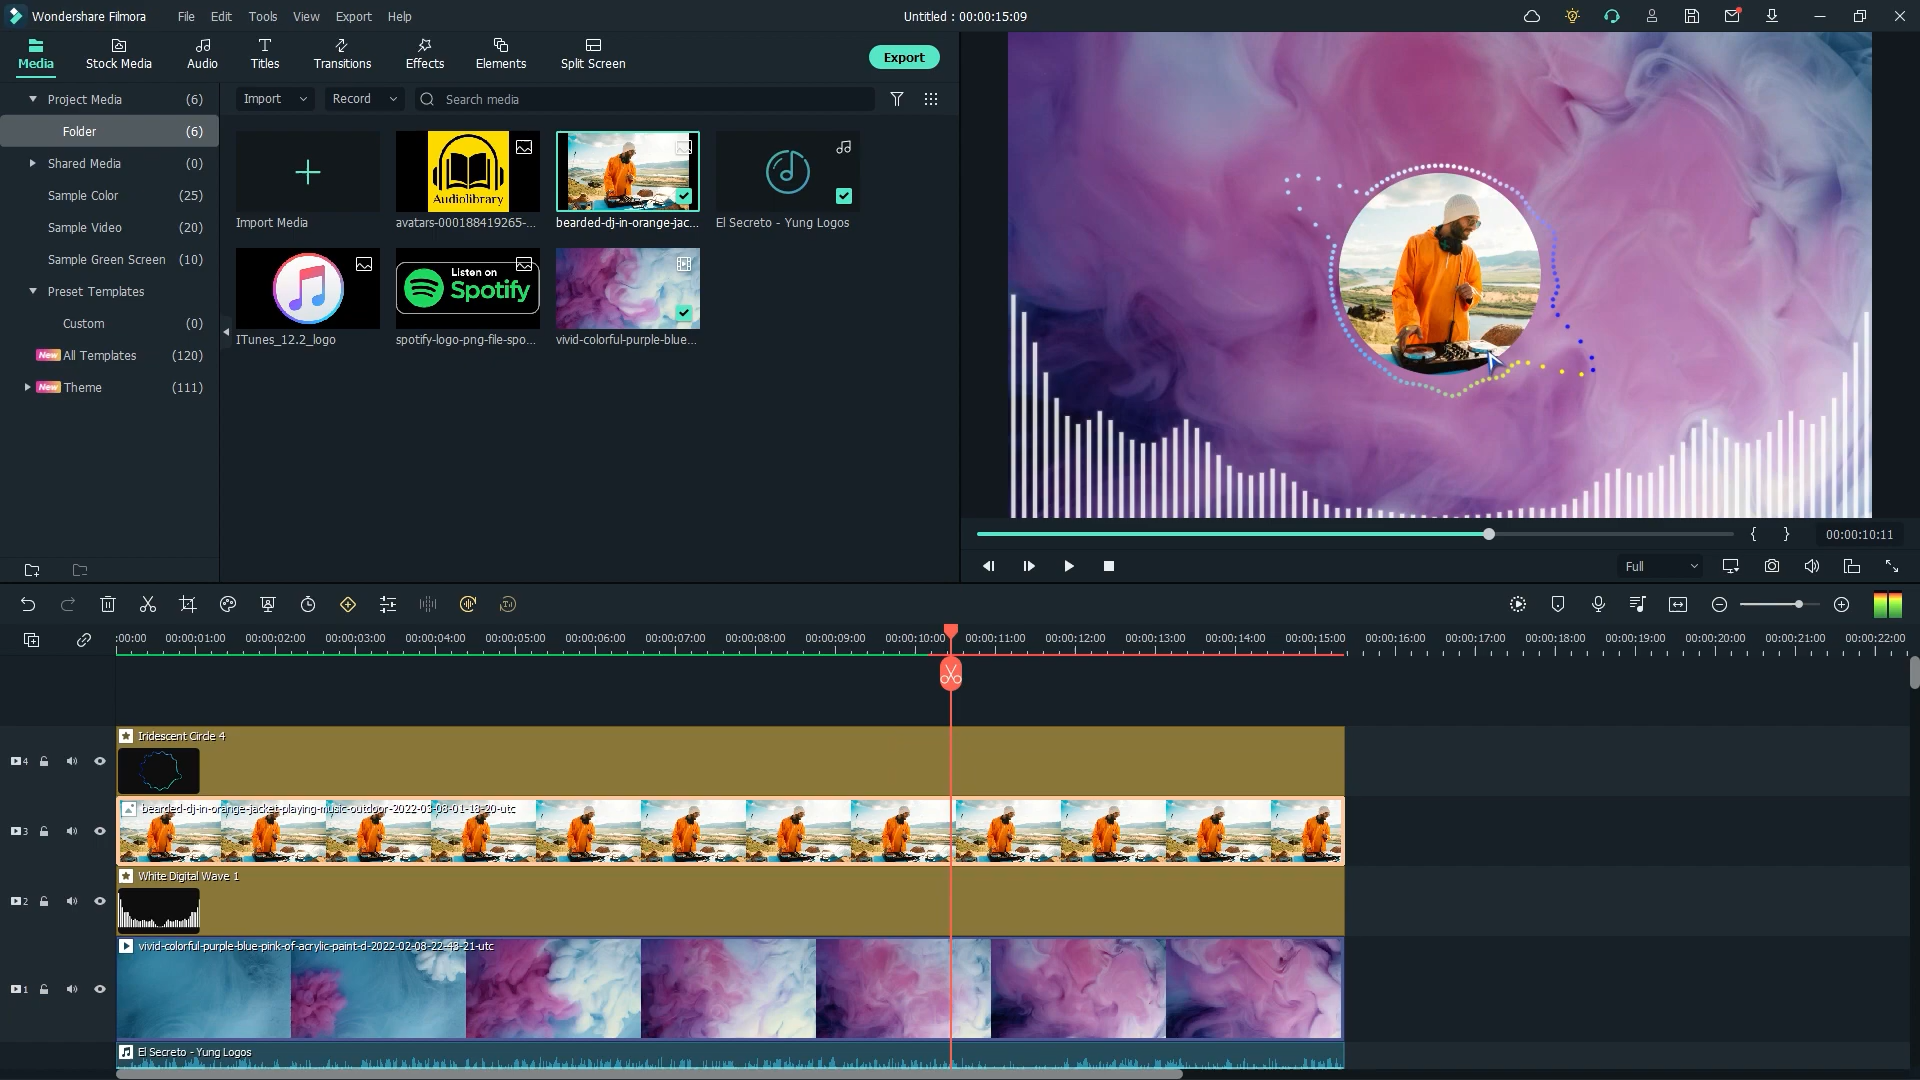 Wondershare Filmora File Edit Tools View Export Help Untitled : 00:00:15:09
Media Stock Media Audio Titles Transitions Effects Elements Split Screen Export
Project Media (6)
Folder (6)
Shared Media (0)
Sample Color (25)
Sample Video (20)
Sample Green Screen (10)
Preset Templates
Custom (0)
New All Templates (120)
New Theme (111)
Import Record Search media
Audiolibrary
Import Media avatars-000188419265-... bearded-dj-in-orange-jac... El Secreto - Yung Logos
Listen on
Spotify
ITunes_12.2_logo spotify-logo-png-file-spo... vivid-colorful-purple-blue...
{ } 00:00:10:11
Full
:00:00 00:00:01:00 00:00:02:00 00:00:03:00 00:00:04:00 00:00:05:00 00:00:06:00 00:00:07:00 00:00:08:00 00:00:09:00 00:00:10:00 00:00:11:00 00:00:12:00 00:00:13:00 00:00:14:00 00:00:15:00 00:00:16:00 00:00:17:00 00:00:18:00 00:00:19:00 00:00:20:00 00:00:21:00 00:00:22:00
Iridescent Circle 4
4
bearded-dj-in-orange-jacket-playing-music-outdoor-2022-03-08-01-18-20-utc
3
White Digital Wave 1
2
vivid-colorful-purple-blue-pink-of-acrylic-paint-d-2022-02-08-22-43-21-utc
1
El Secreto - Yung Logos